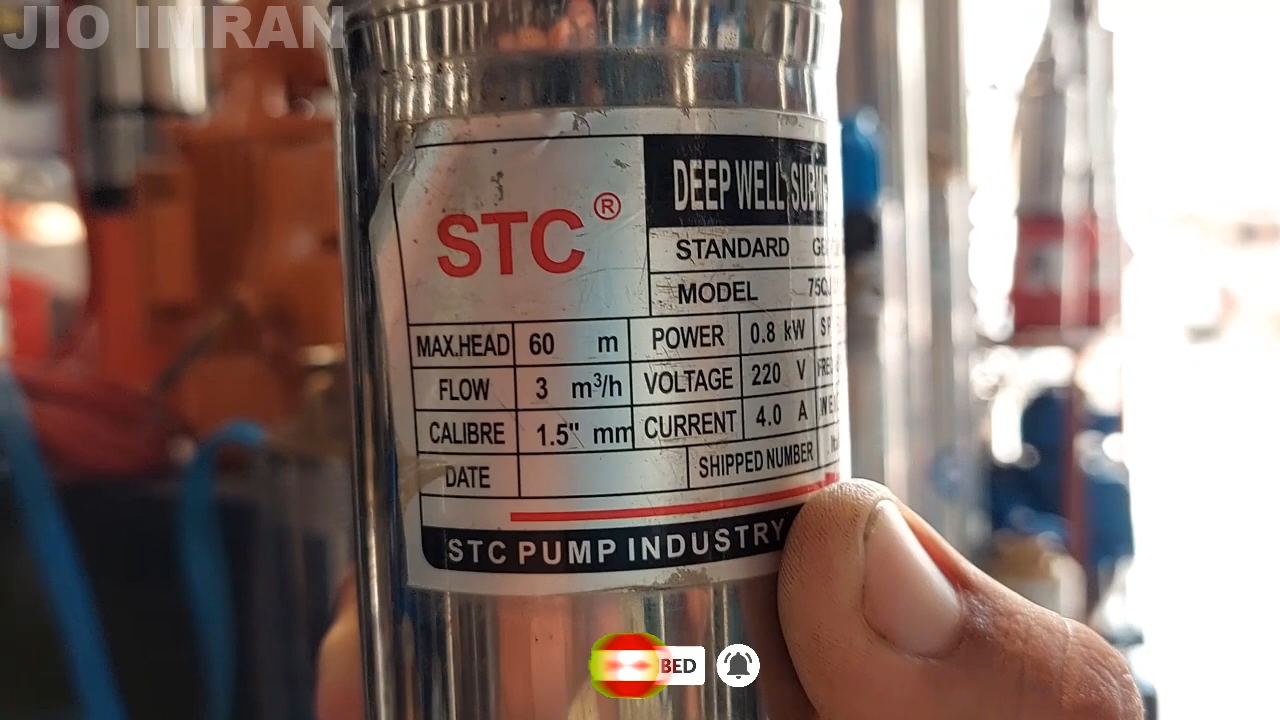 JIO IMRAN
STC®
DEEP WELL
STANDARD
MODEL
MAX.HEAD 60 m POWER 0.8 kW
FLOW 3 m³/h VOLTAGE 220 V
CALIBRE 1.5" mm CURRENT 4.0 A
DATE SHIPPED NUMBER
STC PUMP INDUSTRY
BED